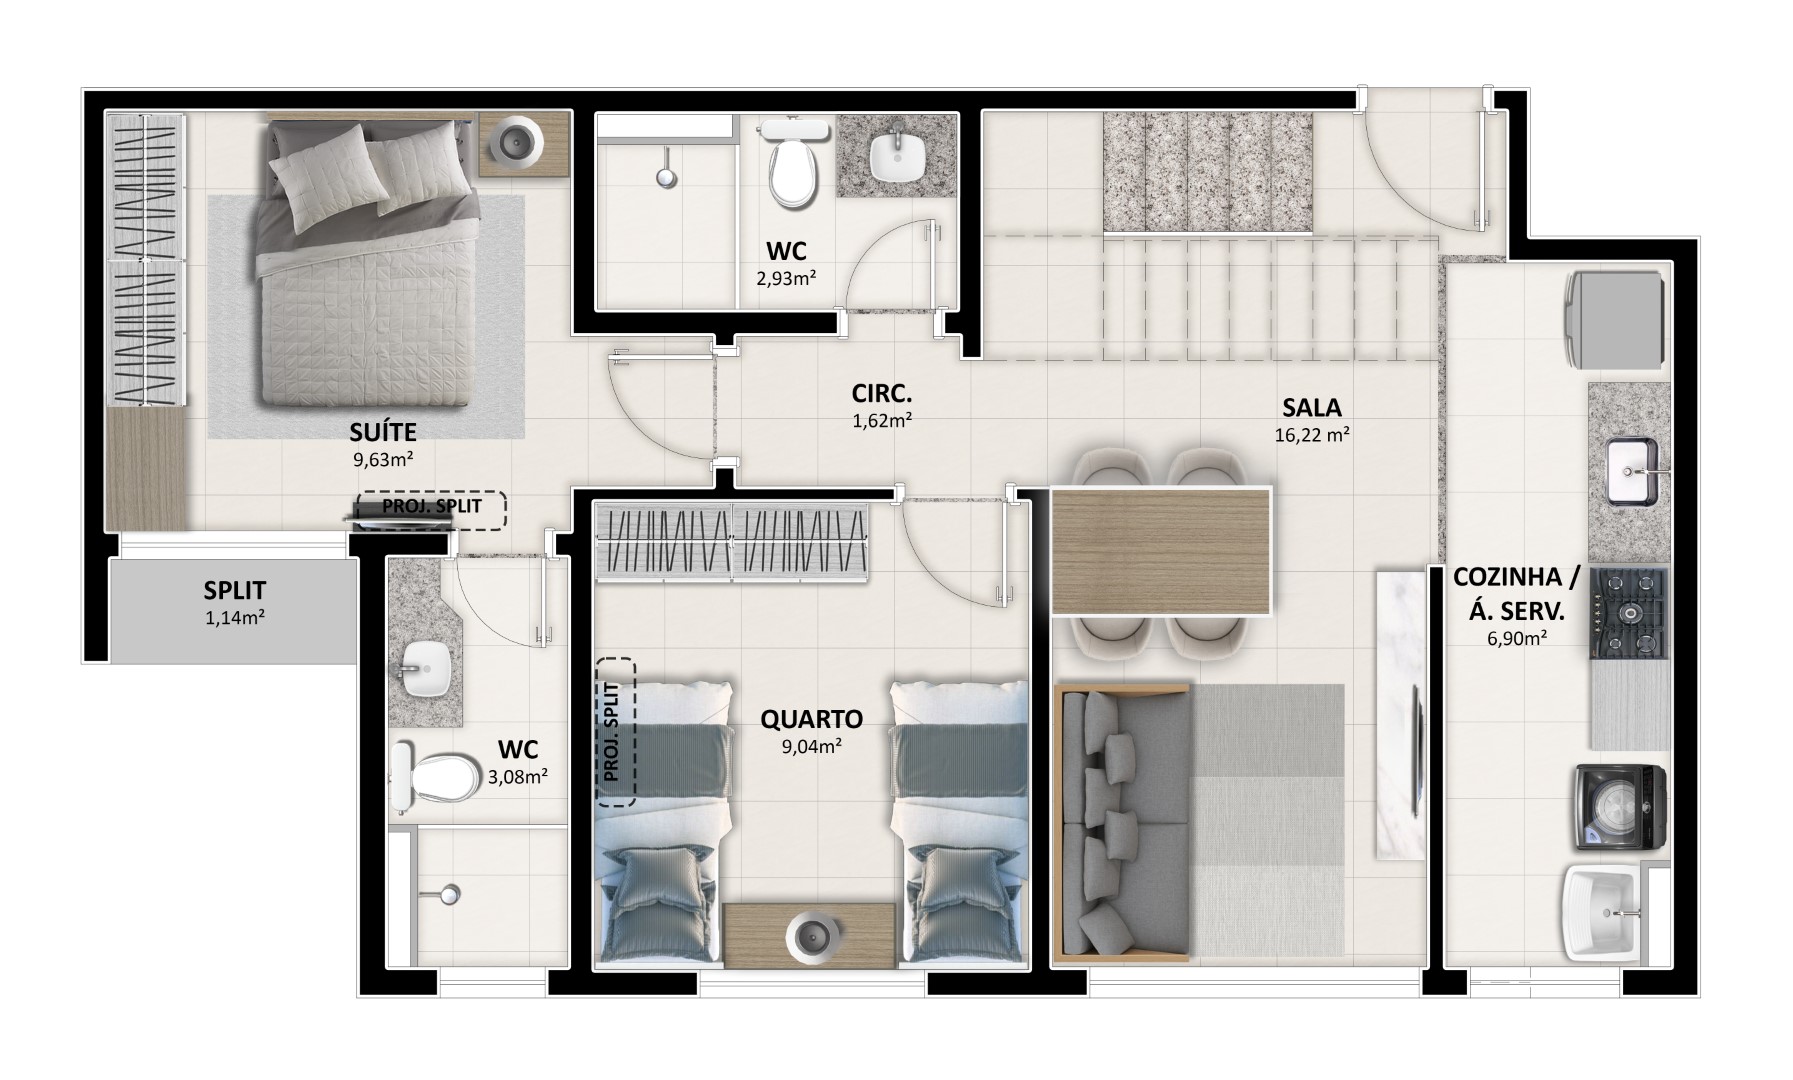 WC
2,93m²
CIRC.
1,62m²
SALA
16,22 m²
SUÍTE
9,63m²
PROJ. SPLIT
SPLIT
1,14m²
COZINHA /
Á. SERV.
6,90m²
WC
3,08m²
PROJ. SPLIT
QUARTO
9,04m²